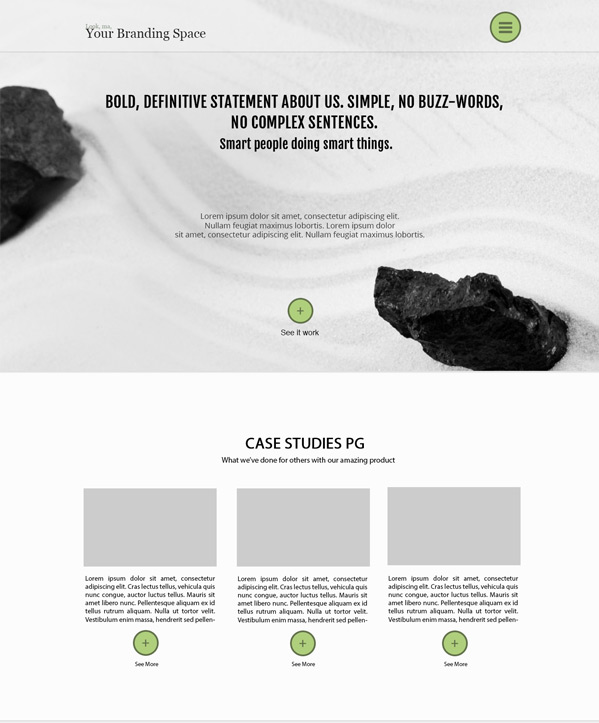 Look, ma,
Your Branding Space
BOLD, DEFINITIVE STATEMENT ABOUT US. SIMPLE, NO BUZZ-WORDS,
NO COMPLEX SENTENCES.
Smart people doing smart things.
Lorem ipsum dolor sit amet, consectetur adipiscing elit.
Nullam feugiat maximus lobortis. Lorem ipsum dolor
sit amet, consectetur adipiscing elit. Nullam feugiat maximus lobortis.
+
See it work
CASE STUDIES PG
What we've done for others with our amazing product
Lorem ipsum dolor sit amet, consectetur
adipiscing elit. Cras lectus tellus, vehicula quis
nunc congue, auctor luctus tellus. Mauris sit
amet libero nunc. Pellentesque aliquam ex id
tellus rutrum aliquam. Nulla ut tortor velit.
Vestibulum enim massa, hendrerit sed pellen-
+
See More
Lorem ipsum dolor sit amet, consectetur
adipiscing elit. Cras lectus tellus, vehicula quis
nunc congue, auctor luctus tellus. Mauris sit
amet libero nunc. Pellentesque aliquam ex id
tellus rutrum aliquam. Nulla ut tortor velit.
Vestibulum enim massa, hendrerit sed pellen-
+
See More
Lorem ipsum dolor sit amet, consectetur
adipiscing elit. Cras lectus tellus, vehicula quis
nunc congue, auctor luctus tellus. Mauris sit
amet libero nunc. Pellentesque aliquam ex id
tellus rutrum aliquam. Nulla ut tortor velit.
Vestibulum enim massa, hendrerit sed pellen-
+
See More